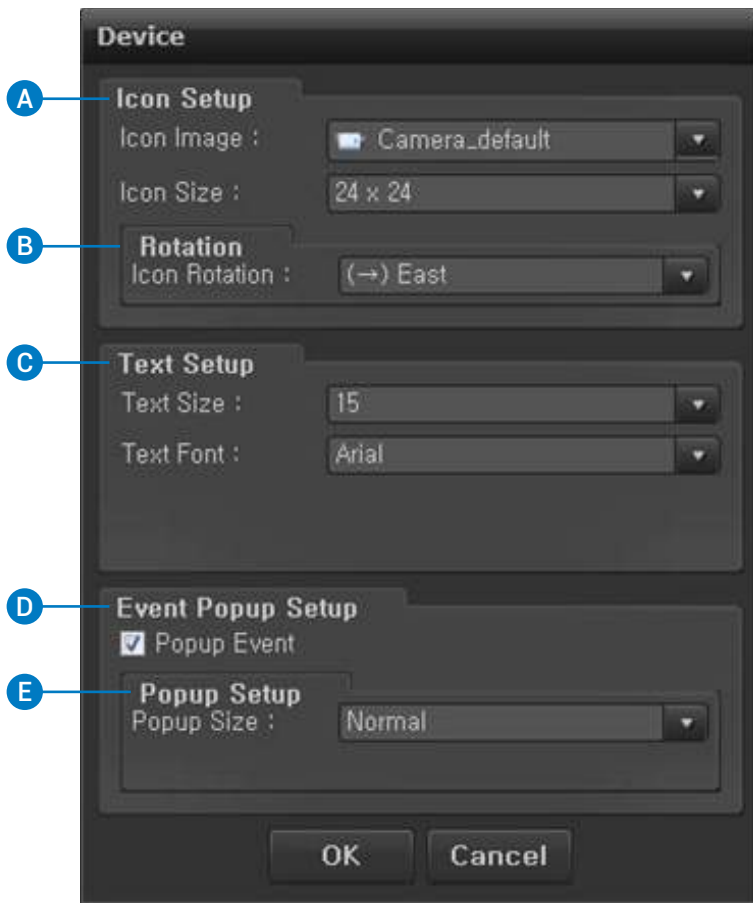 Device
A
Icon Setup
Icon Image : Camera_default
Icon Size : 24 x 24
B
Rotation
Icon Rotation : (→) East
C
Text Setup
Text Size : 15
Text Font : Arial
D
Event Popup Setup
Popup Event
E
Popup Setup
Popup Size : Normal
OK Cancel